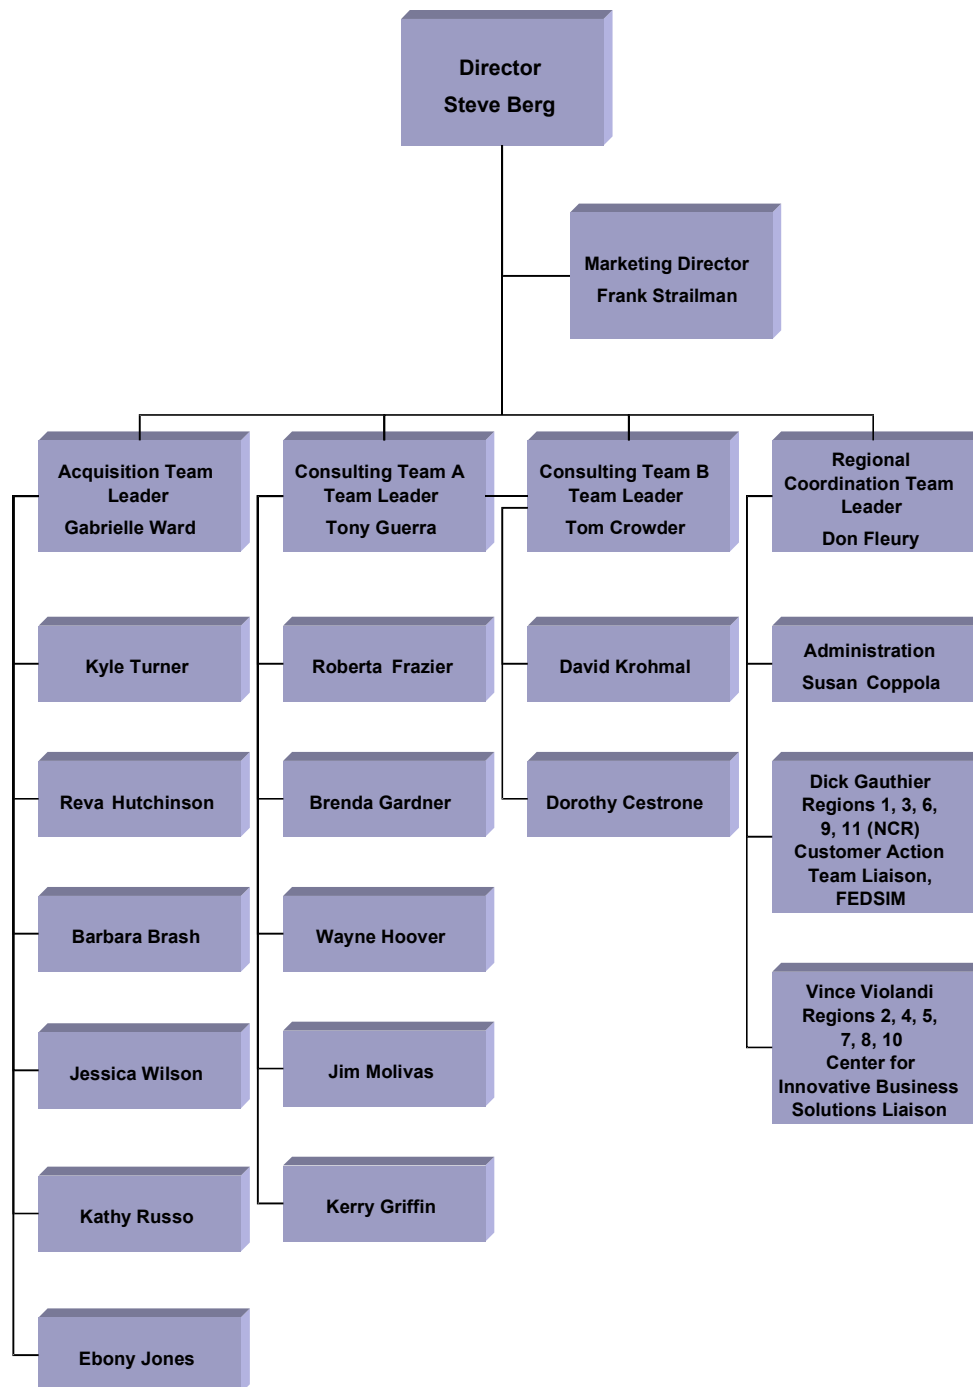 Director
Steve Berg
Marketing Director
Frank Strailman
Acquisition Team
Leader
Gabrielle Ward
Consulting Team A
Team Leader
Tony Guerra
Consulting Team B
Team Leader
Tom Crowder
Regional
Coordination Team
Leader
Don Fleury
Kyle Turner
Roberta Frazier
David Krohmal
Administration
Susan Coppola
Reva Hutchinson
Brenda Gardner
Dorothy Cestrone
Dick Gauthier
Regions 1, 3, 6,
9, 11 (NCR)
Customer Action
Team Liaison,
FEDSIM
Barbara Brash
Wayne Hoover
Vince Violandi
Regions 2, 4, 5,
7, 8, 10
Center for
Innovative Business
Solutions Liaison
Jessica Wilson
Jim Molivas
Kathy Russo
Kerry Griffin
Ebony Jones